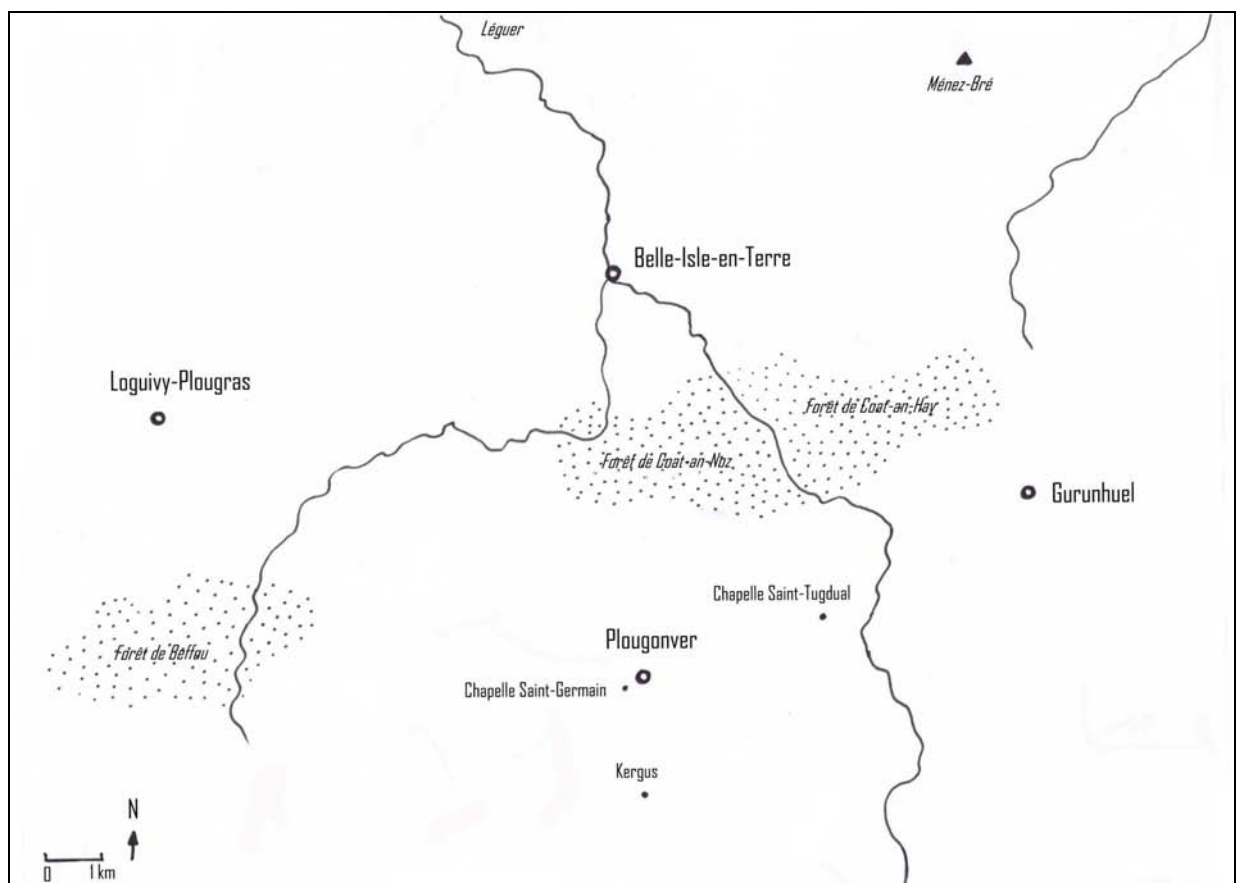 Léguer
Ménez-Bré
Belle-Isle-en-Terre
Loguivy-Plougras
Forêt de Coat-an-Hay
Forêt de Coat-an-Noz
Gurunhuel
Chapelle Saint-Tugdual
Plougonver
Forêt de Beffou
Chapelle Saint-Germain
Kergus
N
0 1 km